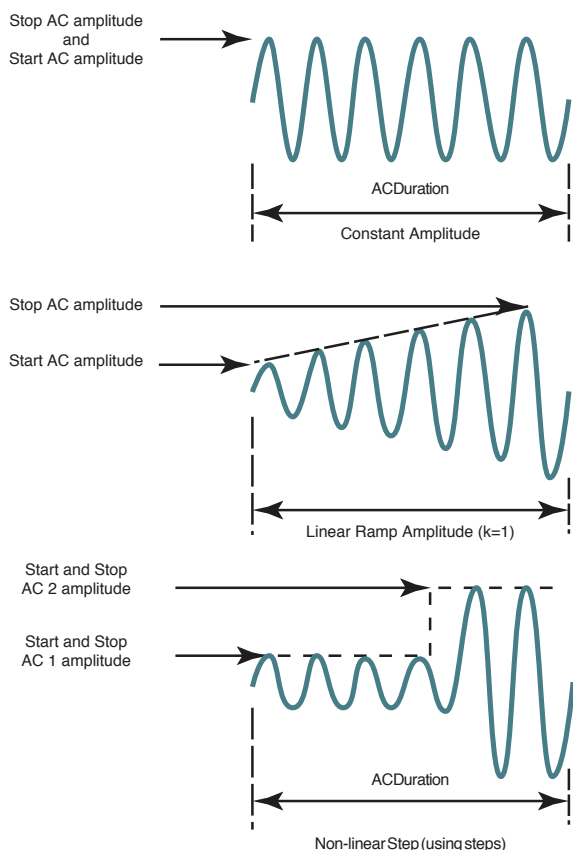 Stop AC amplitude
and
Start AC amplitude
ACDuration
Constant Amplitude
Stop AC amplitude
Start AC amplitude
Linear Ramp Amplitude (k=1)
Start and Stop
AC 2 amplitude
Start and Stop
AC 1 amplitude
ACDuration
Non-linear Step (using steps)